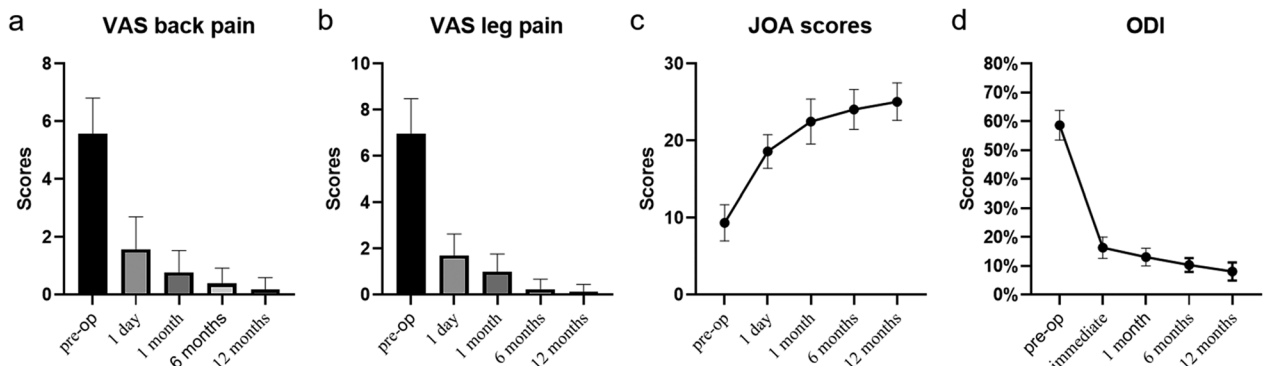 a VAS back pain
Scores
8
6
4
2
0
pre-op
1 day
1 month
6 months
12 months
b VAS leg pain
Scores
10
8
6
4
2
0
pre-op
1 day
1 month
6 months
12 months
c JOA scores
Scores
30
20
10
0
pre-op
1 day
1 month
6 months
12 months
d ODI
Scores
80%
70%
60%
50%
40%
30%
20%
10%
0%
pre-op
immediate
1 month
6 months
12 months